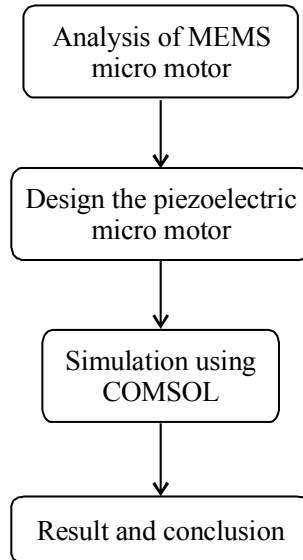 Analysis of MEMS
micro motor
Design the piezoelectric
micro motor
Simulation using
COMSOL
Result and conclusion